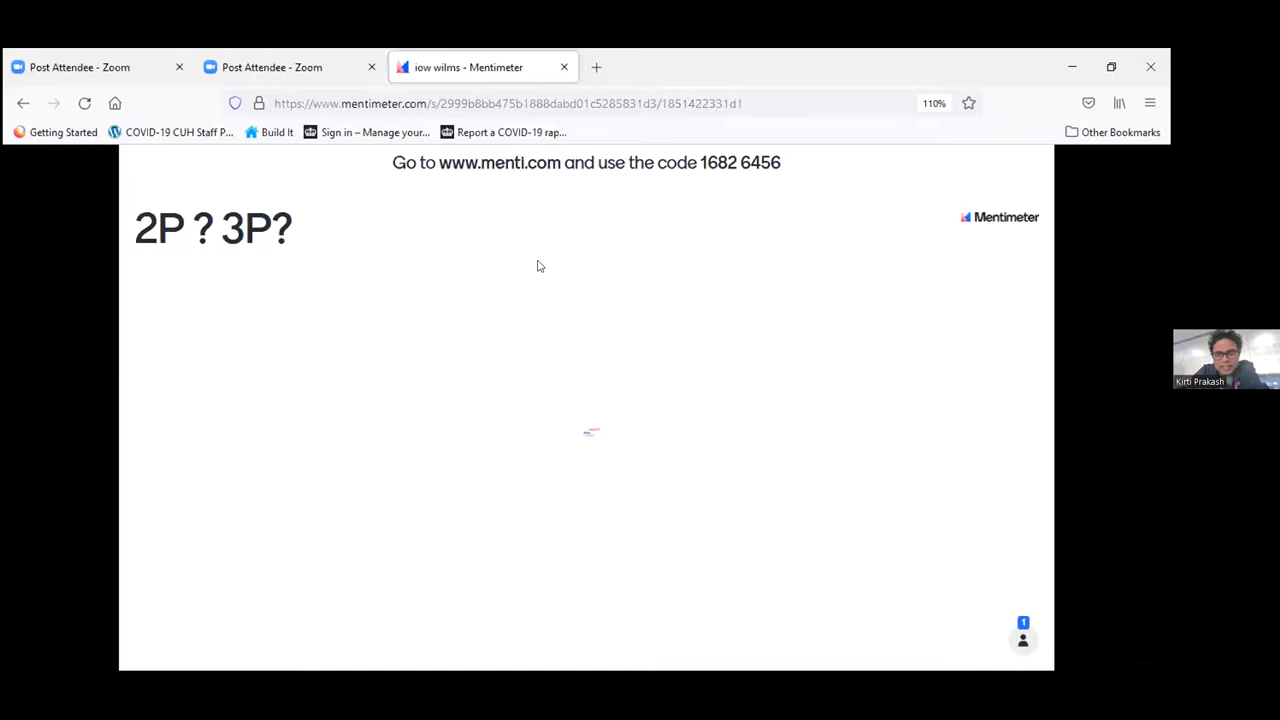 Post Attendee - Zoom
Post Attendee - Zoom
iow wilms - Mentimeter
https://www.mentimeter.com/s/2999b8bb475b1888dabd01c5285831d3/1851422331d1
110%
Getting Started
COVID-19 CUH Staff P...
Build It
Sign in – Manage your...
Report a COVID-19 rap...
Other Bookmarks
Go to www.menti.com and use the code 1682 6456
2P ? 3P?
Mentimeter
Kirti Prakash
1